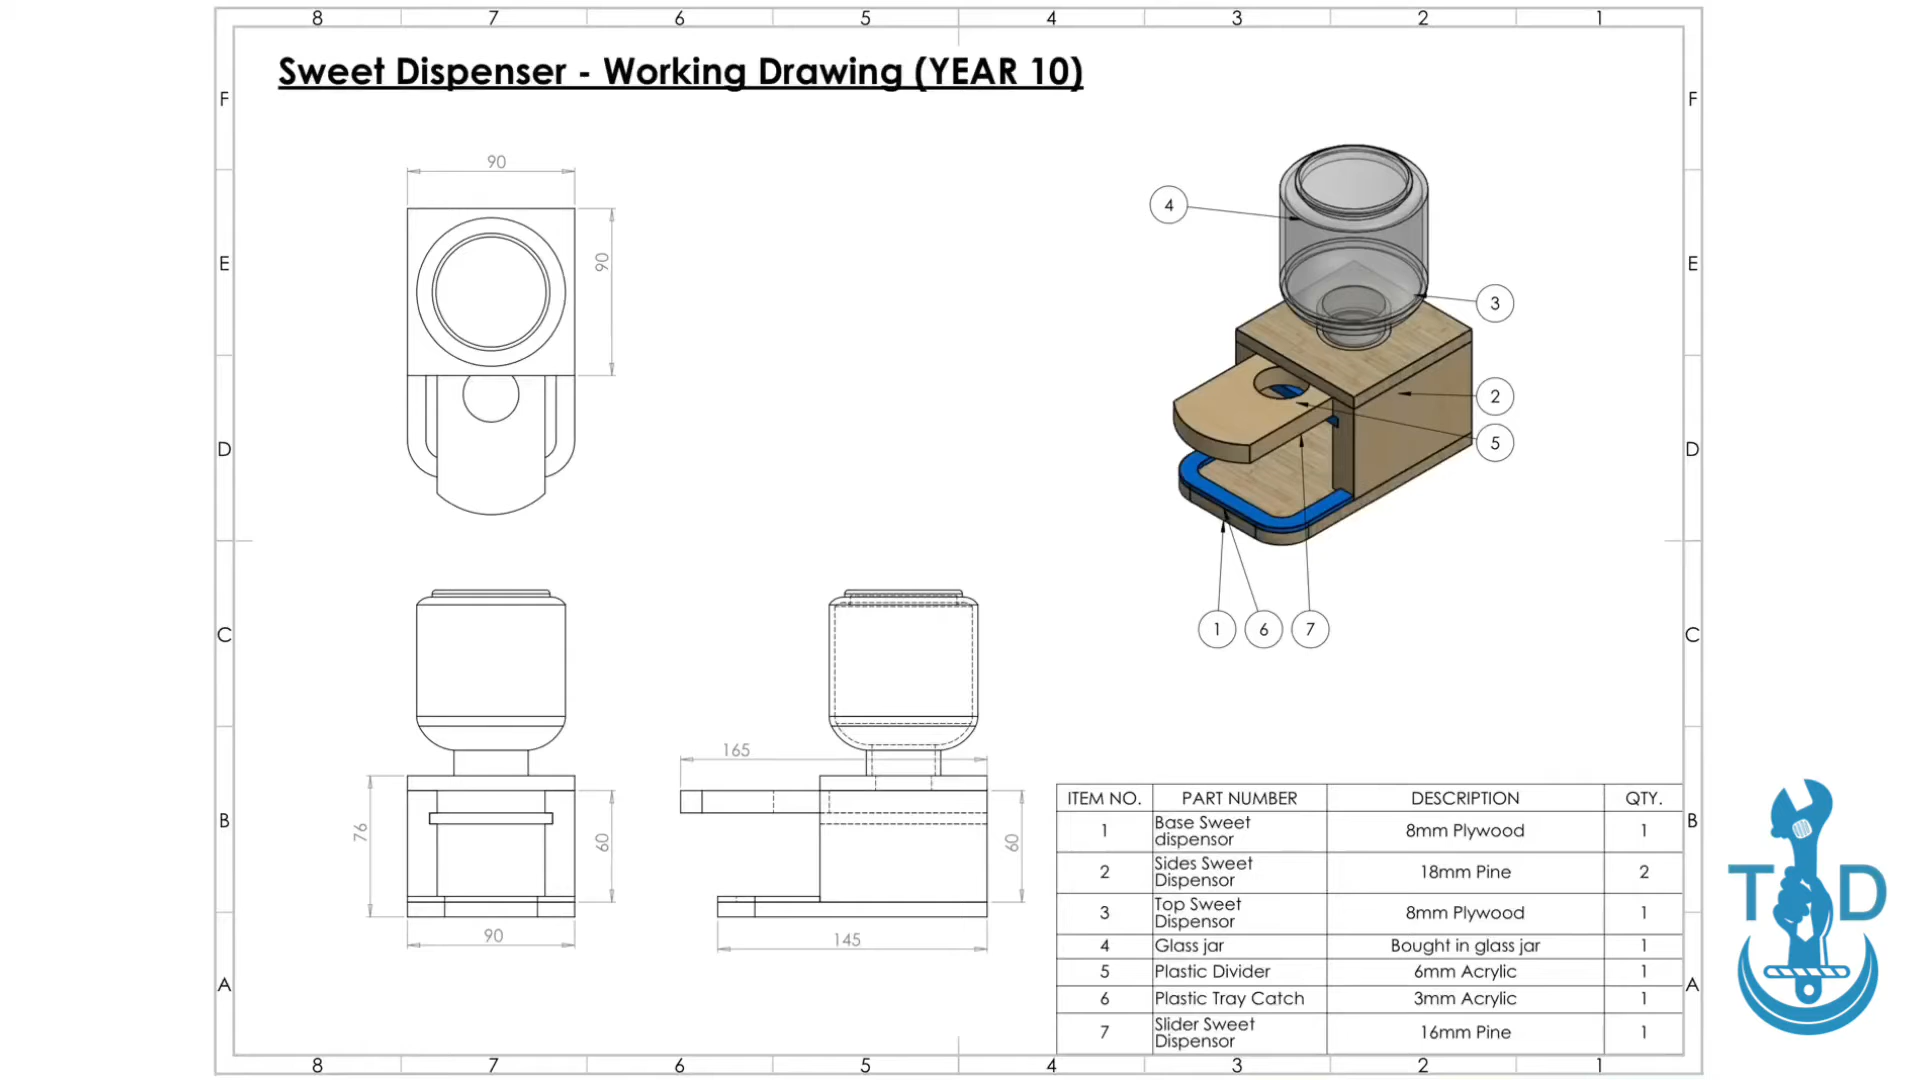 8 7 6 5 4 3 2 1
Sweet Dispenser - Working Drawing (YEAR 10)
F F
E E
D D
C C
B B
A A
90
90
4
3
2
5
1 6 7
76
60
90
165
60
145
ITEM NO. PART NUMBER DESCRIPTION QTY.
1 Base Sweet dispensor 8mm Plywood 1
2 Sides Sweet Dispensor 18mm Pine 2
3 Top Sweet Dispensor 8mm Plywood 1
4 Glass jar Bought in glass jar 1
5 Plastic Divider 6mm Acrylic 1
6 Plastic Tray Catch 3mm Acrylic 1
7 Slider Sweet Dispensor 16mm Pine 1
8 7 6 5 4 3 2 1
T D